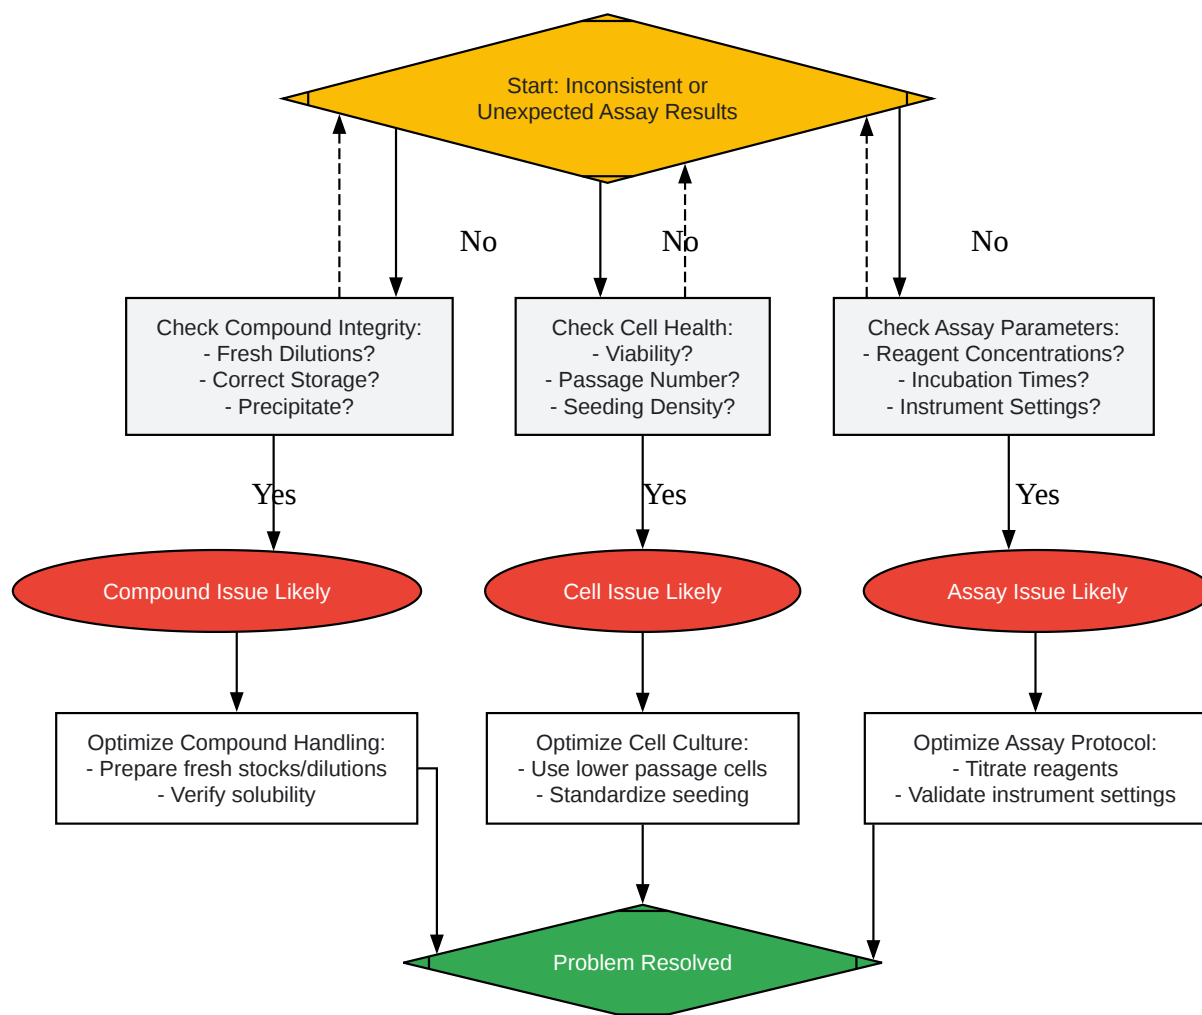 Start: Inconsistent or
Unexpected Assay Results
No
No
No
Check Compound Integrity:
- Fresh Dilutions?
- Correct Storage?
- Precipitate?
Check Cell Health:
- Viability?
- Passage Number?
- Seeding Density?
Check Assay Parameters:
- Reagent Concentrations?
- Incubation Times?
- Instrument Settings?
Yes
Yes
Yes
Compound Issue Likely
Cell Issue Likely
Assay Issue Likely
Optimize Compound Handling:
- Prepare fresh stocks/dilutions
- Verify solubility
Optimize Cell Culture:
- Use lower passage cells
- Standardize seeding
Optimize Assay Protocol:
- Titrate reagents
- Validate instrument settings
Problem Resolved